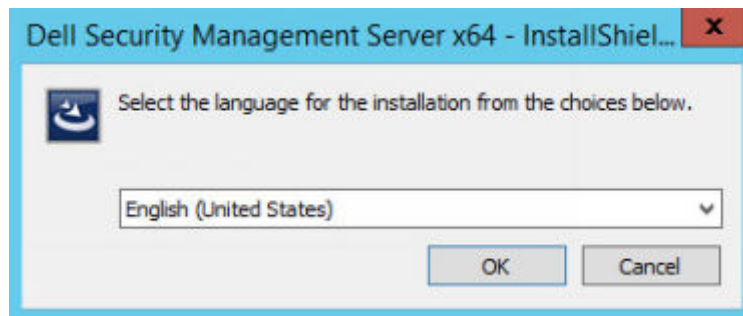 Dell Security Management Server x64 - InstallShiel...
x
Select the language for the installation from the choices below.
English (United States)
OK
Cancel